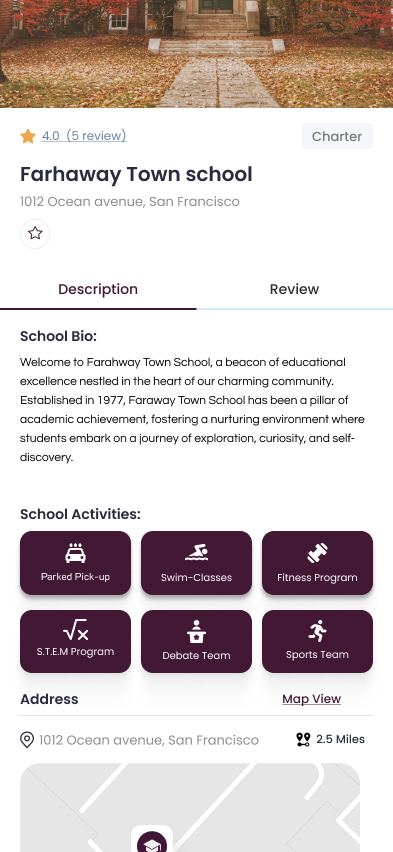 4.0 (5 review)
Charter
Farhaway Town school
1012 Ocean avenue, San Francisco
Description
Review
School Bio:
Welcome to Farahway Town School, a beacon of educational
excellence nestled in the heart of our charming community.
Established in 1977, Faraway Town School has been a pillar of
academic achievement, fostering a nurturing environment where
students embark on a journey of exploration, curiosity, and self-
discovery.
School Activities:
Parked Pick-up
Swim-Classes
Fitness Program
S.T.E.M Program
Debate Team
Sports Team
Address
Map View
1012 Ocean avenue, San Francisco
2.5 Miles